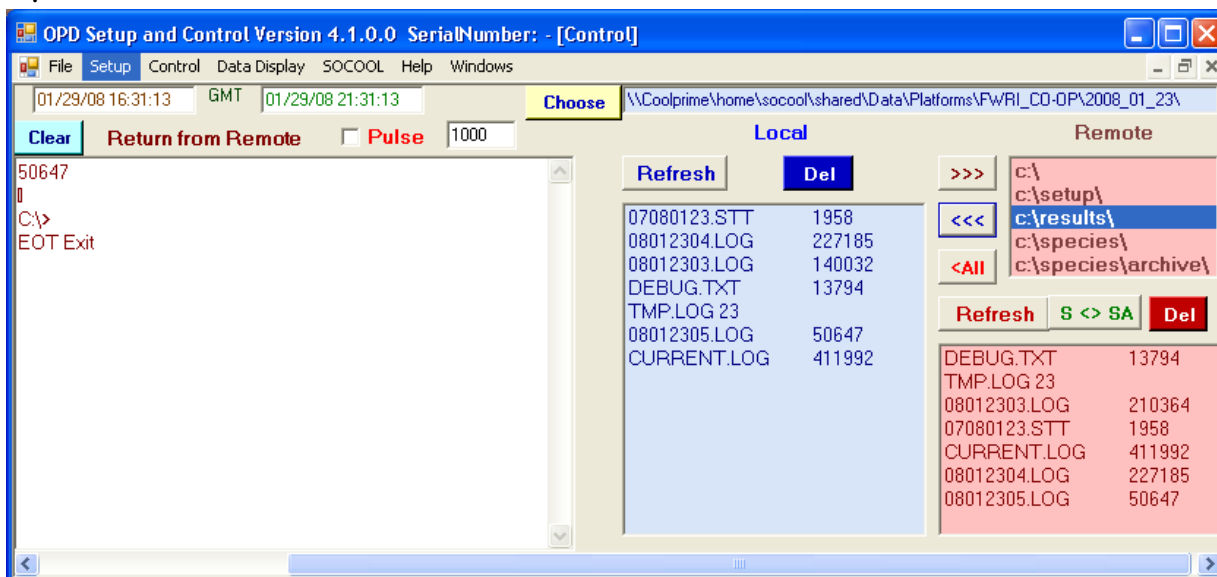 OPD Setup and Control Version 4.1.0.0 SerialNumber: - [Control]
File Setup Control Data Display SOCOOL Help Windows
01/29/08 16:31:13 GMT 01/29/08 21:31:13 Choose \\Coolprime\home\socool\shared\Data\Platforms\FWRI_CO-OP\2008_01_23\
Clear Return from Remote Pulse 1000
50647
C:\>
EOT Exit
Local
Refresh Del
07080123.STT 1958
08012304.LOG 227185
08012303.LOG 140032
DEBUG.TXT 13794
TMP.LOG 23
08012305.LOG 50647
CURRENT.LOG 411992
Remote
>>> c:\
c:\setup\
<<< c:\results\
c:\species\
<All c:\species\archive\
Refresh S <> SA Del
DEBUG.TXT 13794
TMP.LOG 23
08012303.LOG 210364
07080123.STT 1958
CURRENT.LOG 411992
08012304.LOG 227185
08012305.LOG 50647